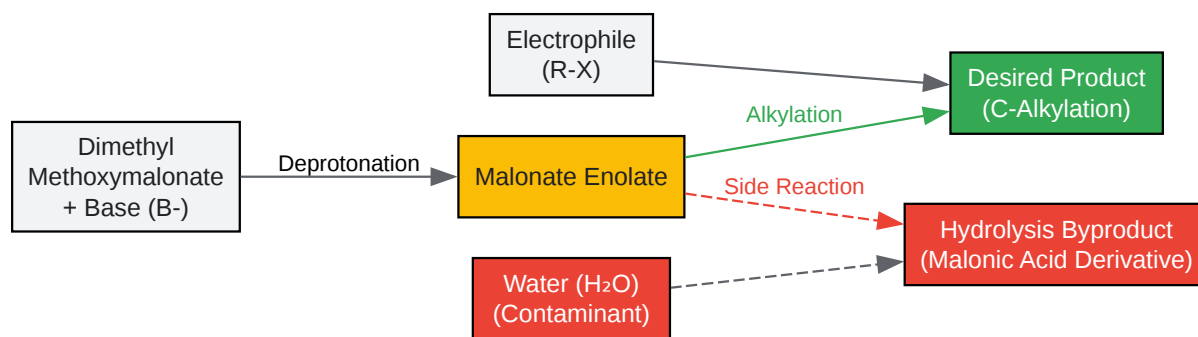 Electrophile
(R-X)
Desired Product
(C-Alkylation)
Alkylation
Dimethyl
Methoxymalonate
+ Base (B-)
Deprotonation
Malonate Enolate
Side Reaction
Hydrolysis Byproduct
(Malonic Acid Derivative)
Water (H₂O)
(Contaminant)